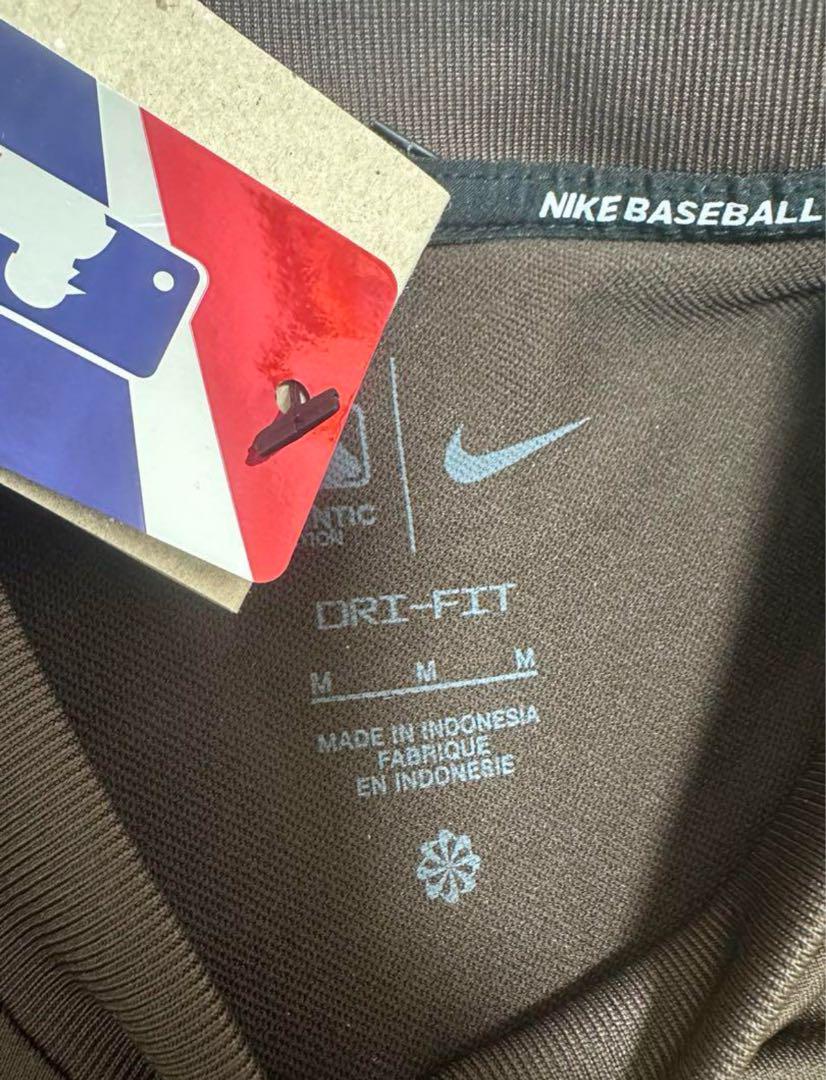 NIKE BASEBALL
DRI-FIT
M M M
MADE IN INDONESIA
FABRIQUE
EN INDONESIE